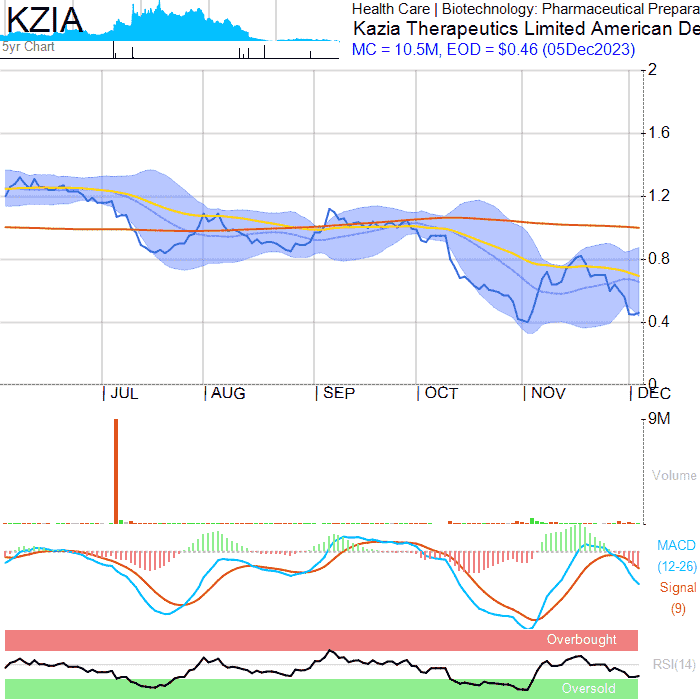 KZIA
5yr Chart
Health Care | Biotechnology: Pharmaceutical Prepara
Kazia Therapeutics Limited American De
MC = 10.5M, EOD = $0.46 (05Dec2023)
2
1.6
1.2
0.8
0.4
0
JUL AUG SEP OCT NOV DEC
9M
Volume
MACD
(12-26)
Signal
(9)
Overbought
RSI(14)
Oversold